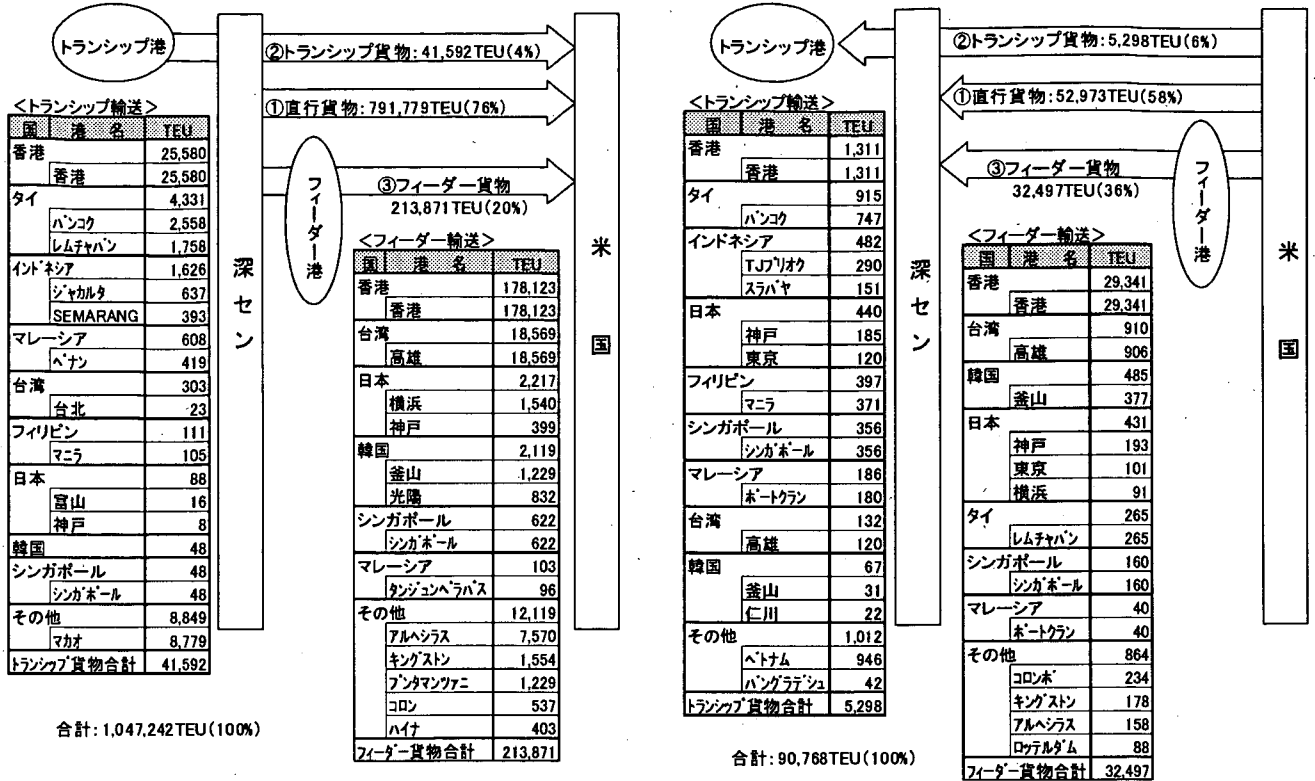 トランシップ港
②トランシップ貨物:41,592TEU(4%)
①直行貨物:791,779TEU(76%)
③フィーダー貨物
213,871TEU(20%)
フィーダー港
深セン
米国
<トランシップ輸送>
国 港名 TEU
香港 25,580
香港 25,580
タイ 4,331
バンコク 2,558
レムチャバン 1,758
インドネシア 1,626
ジャカルタ 637
SEMARANG 393
マレーシア 608
ペナン 419
台湾 303
台北 23
フィリピン 111
マニラ 105
日本 88
富山 16
神戸 8
韓国 48
シンガポール 48
シンガポール 48
その他 8,849
マカオ 8,779
トランシップ貨物合計 41,592
合計:1,047,242TEU(100%)
<フィーダー輸送>
国 港名 TEU
香港 178,123
香港 178,123
台湾 18,569
高雄 18,569
日本 2,217
横浜 1,540
神戸 399
韓国 2,119
釜山 1,229
光陽 832
シンガポール 622
シンガポール 622
マレーシア 103
タンジュンペラパス 96
その他 12,119
アルヘシラス 7,570
キングストン 1,554
プンタマンツァニ 1,229
コロン 537
ハイナ 403
フィーダー貨物合計 213,871
トランシップ港
②トランシップ貨物:5,298TEU(6%)
①直行貨物:52,973TEU(58%)
③フィーダー貨物
32,497TEU(36%)
フィーダー港
深セン
米国
<トランシップ輸送>
国 港名 TEU
香港 1,311
香港 1,311
タイ 915
バンコク 747
インドネシア 482
TJプリオク 290
スラバヤ 151
日本 440
神戸 185
東京 120
フィリピン 397
マニラ 371
シンガポール 356
シンガポール 356
マレーシア 186
ポートクラン 180
台湾 132
高雄 120
韓国 67
釜山 31
仁川 22
その他 1,012
ベトナム 946
バングラデシュ 42
トランシップ貨物合計 5,298
合計:90,768TEU(100%)
<フィーダー輸送>
国 港名 TEU
香港 29,341
香港 29,341
台湾 910
高雄 906
韓国 485
釜山 377
日本 431
神戸 193
東京 101
横浜 91
タイ 265
レムチャバン 265
シンガポール 160
シンガポール 160
マレーシア 40
ポートクラン 40
その他 864
コロンボ 234
キングストン 178
アルヘシラス 158
ロッテルダム 88
フィーダー貨物合計 32,497